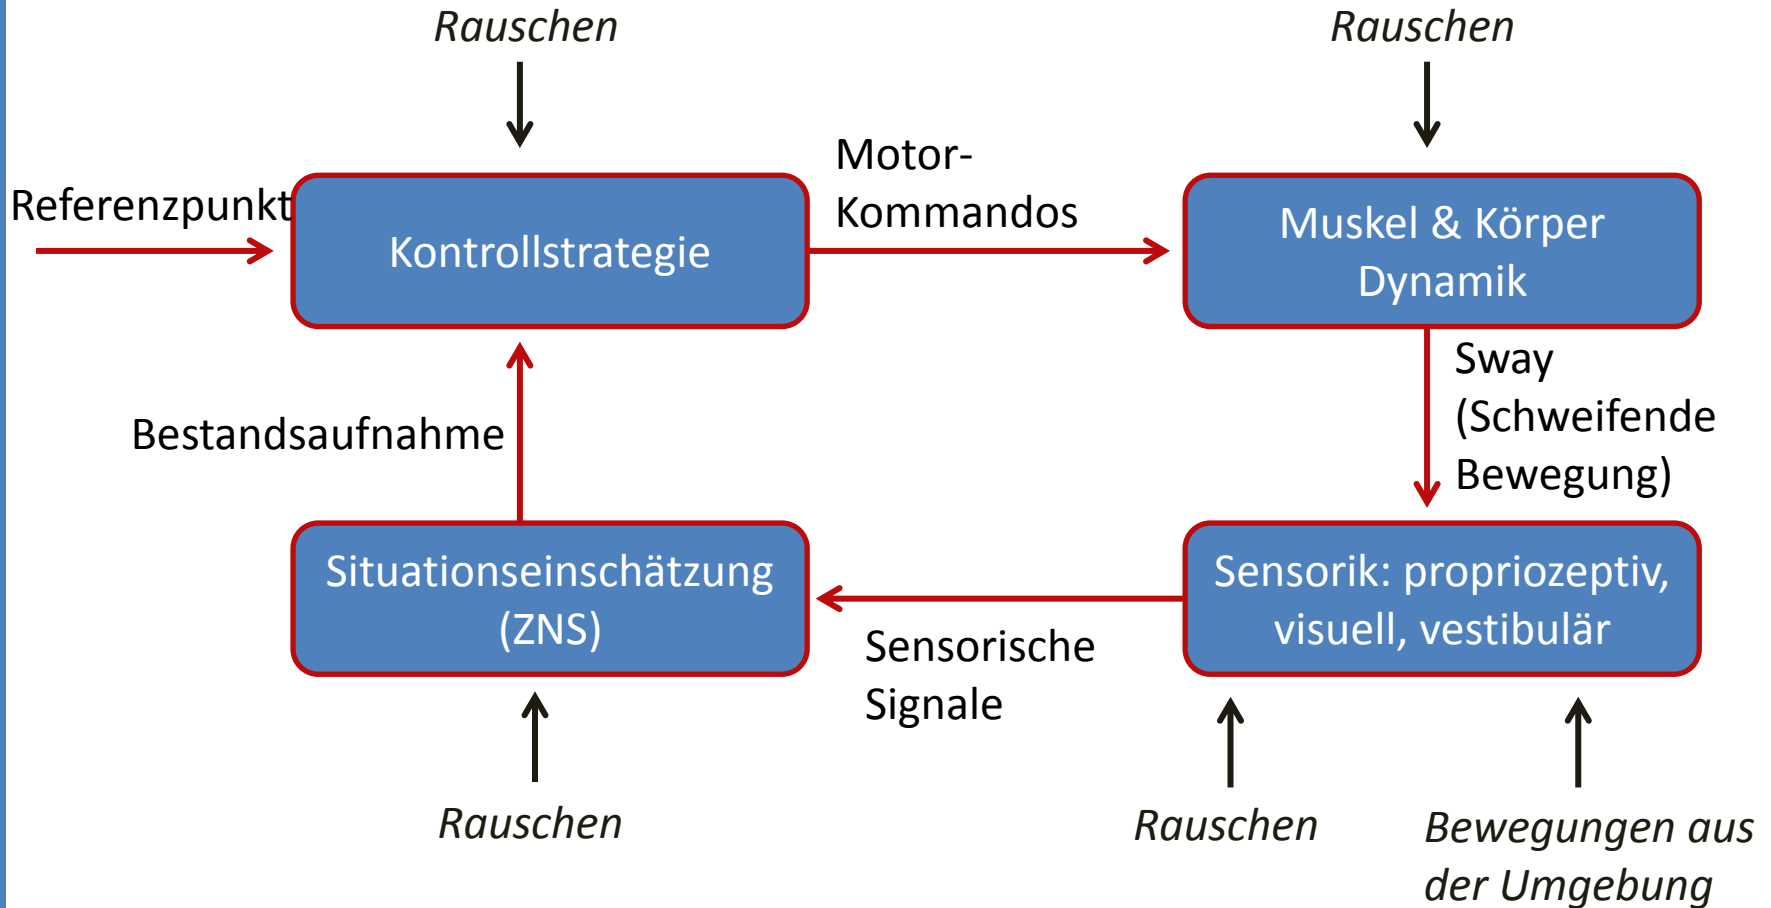 Rauschen
Rauschen
Referenzpunkt
Kontrollstrategie
Motor-
Kommandos
Muskel & Körper
Dynamik
Bestandsaufnahme
Sway
(Schweifende
Bewegung)
Situationseinschätzung
(ZNS)
Sensorische
Signale
Sensorik: propriozeptiv,
visuell, vestibulär
Rauschen
Rauschen
Bewegungen aus
der Umgebung